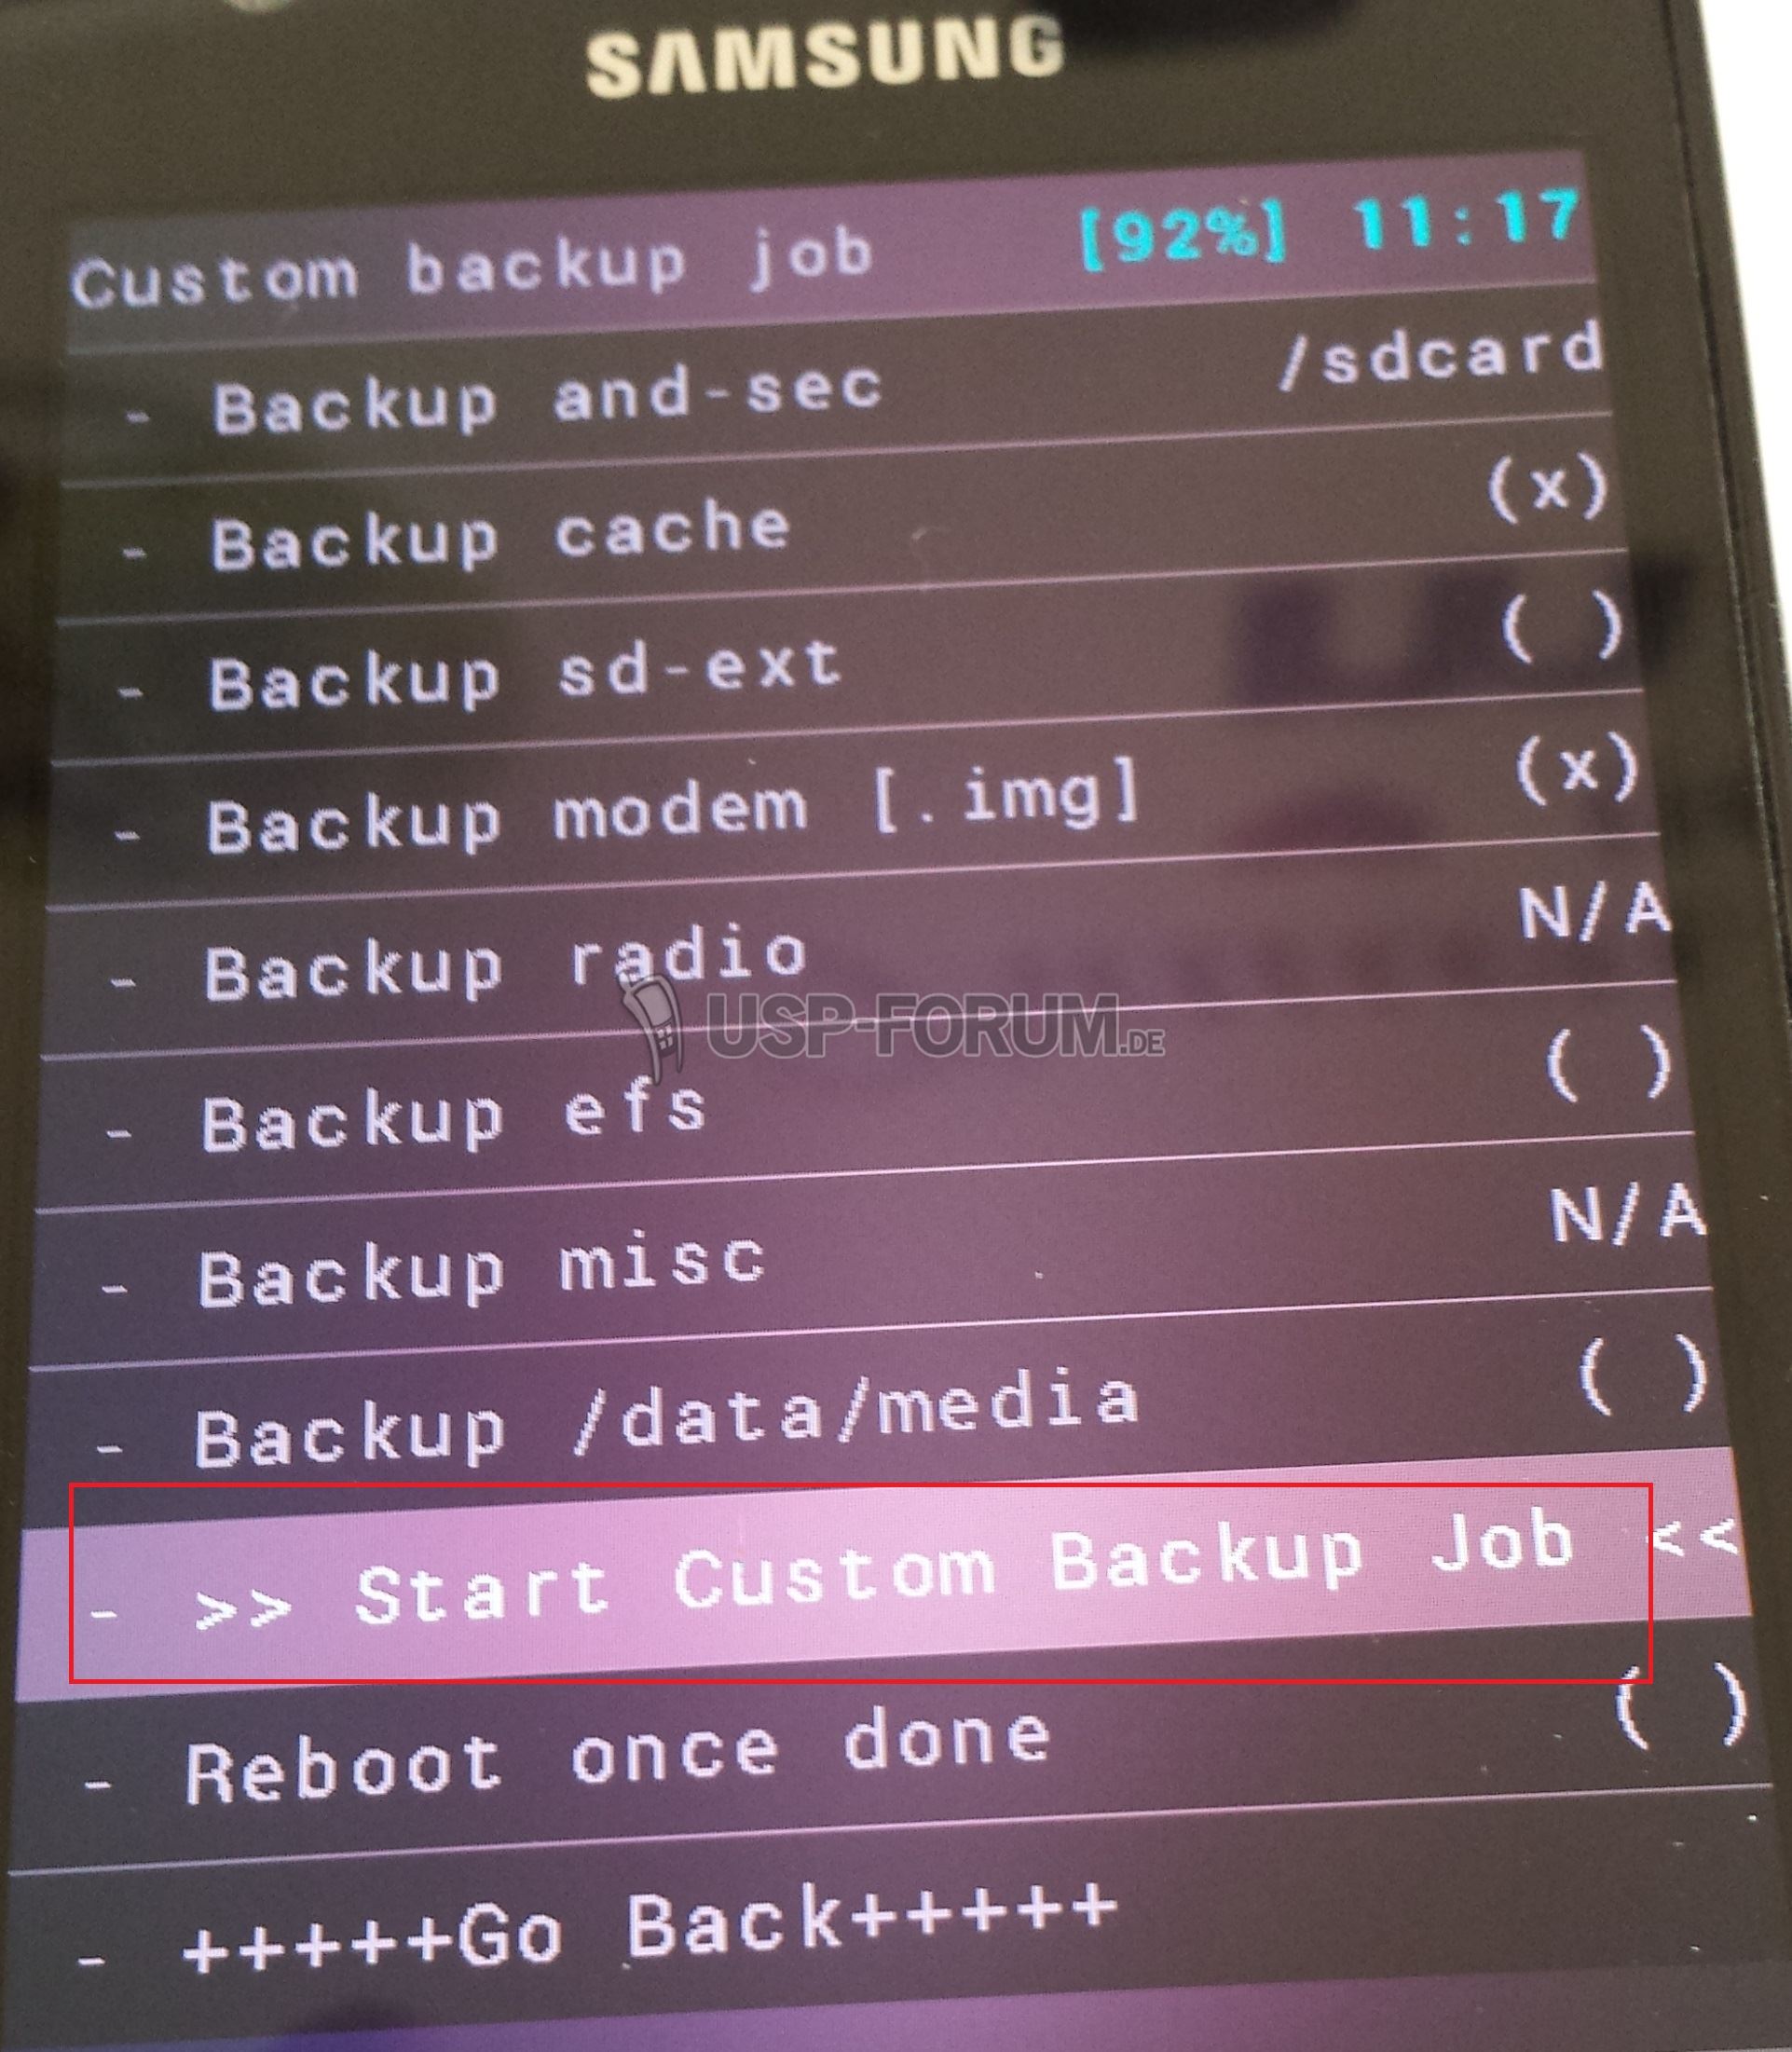 SAMSUNG
Custom backup job [92%] 11:17
- Backup and-sec /sdcard
- Backup cache (x)
- Backup sd-ext ( )
- Backup modem [.img] (x)
- Backup radio N/A
USP-FORUM.DE
- Backup efs ( )
- Backup misc N/A
- Backup /data/media ( )
- >> Start Custom Backup Job <<
- Reboot once done ( )
- +++++Go Back+++++